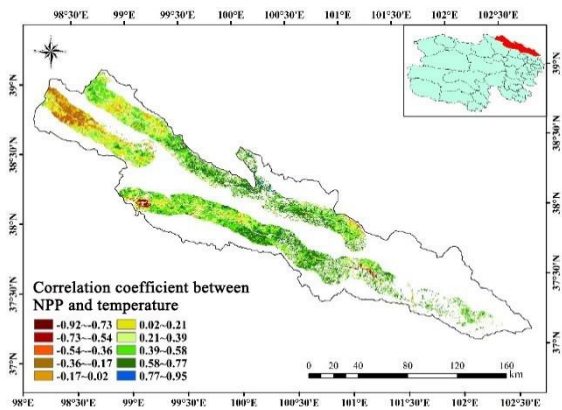 98°30'E 99°E 99°30'E 100°E 100°30'E 101°E 101°30'E 102°E 102°30'E
39°N
38°30'N
38°N
37°30'N
37°N
39°N
38°30'N
38°N
37°30'N
37°N
Correlation coefficient between
NPP and temperature
-0.92~-0.73 0.02~0.21
-0.73~-0.54 0.21~0.39
-0.54~-0.36 0.39~0.58
-0.36~-0.17 0.58~0.77
-0.17~0.02 0.77~0.95
0 20 40 80 120 160
km
98°E 98°30'E 99°E 99°30'E 100°E 100°30'E 101°E 101°30'E 102°E 102°30'E